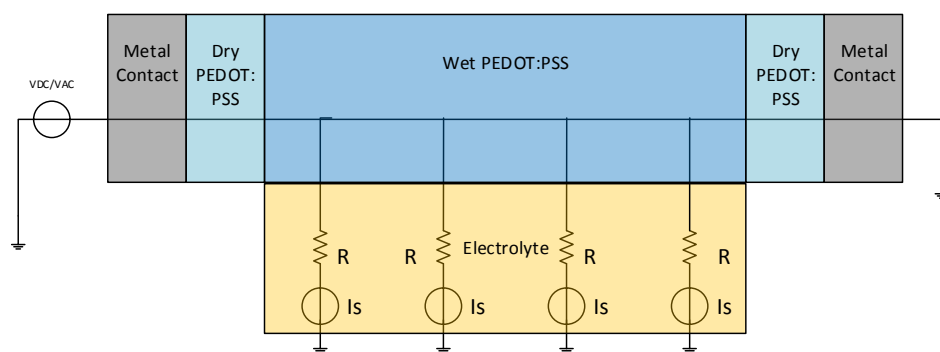 Metal
Contact
Dry
PEDOT:
PSS
Wet PEDOT:PSS
Dry
PEDOT:
PSS
Metal
Contact
VDC/VAC
Electrolyte
R
R
R
R
Is
Is
Is
Is